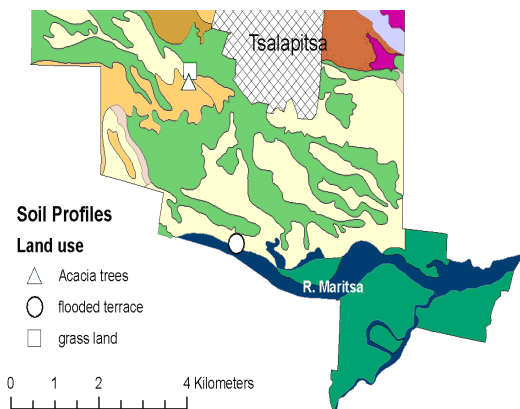 Tsalapitsa
Soil Profiles
Land use
Acacia trees
flooded terrace
grass land
R. Maritsa
0 1 2 4 Kilometers